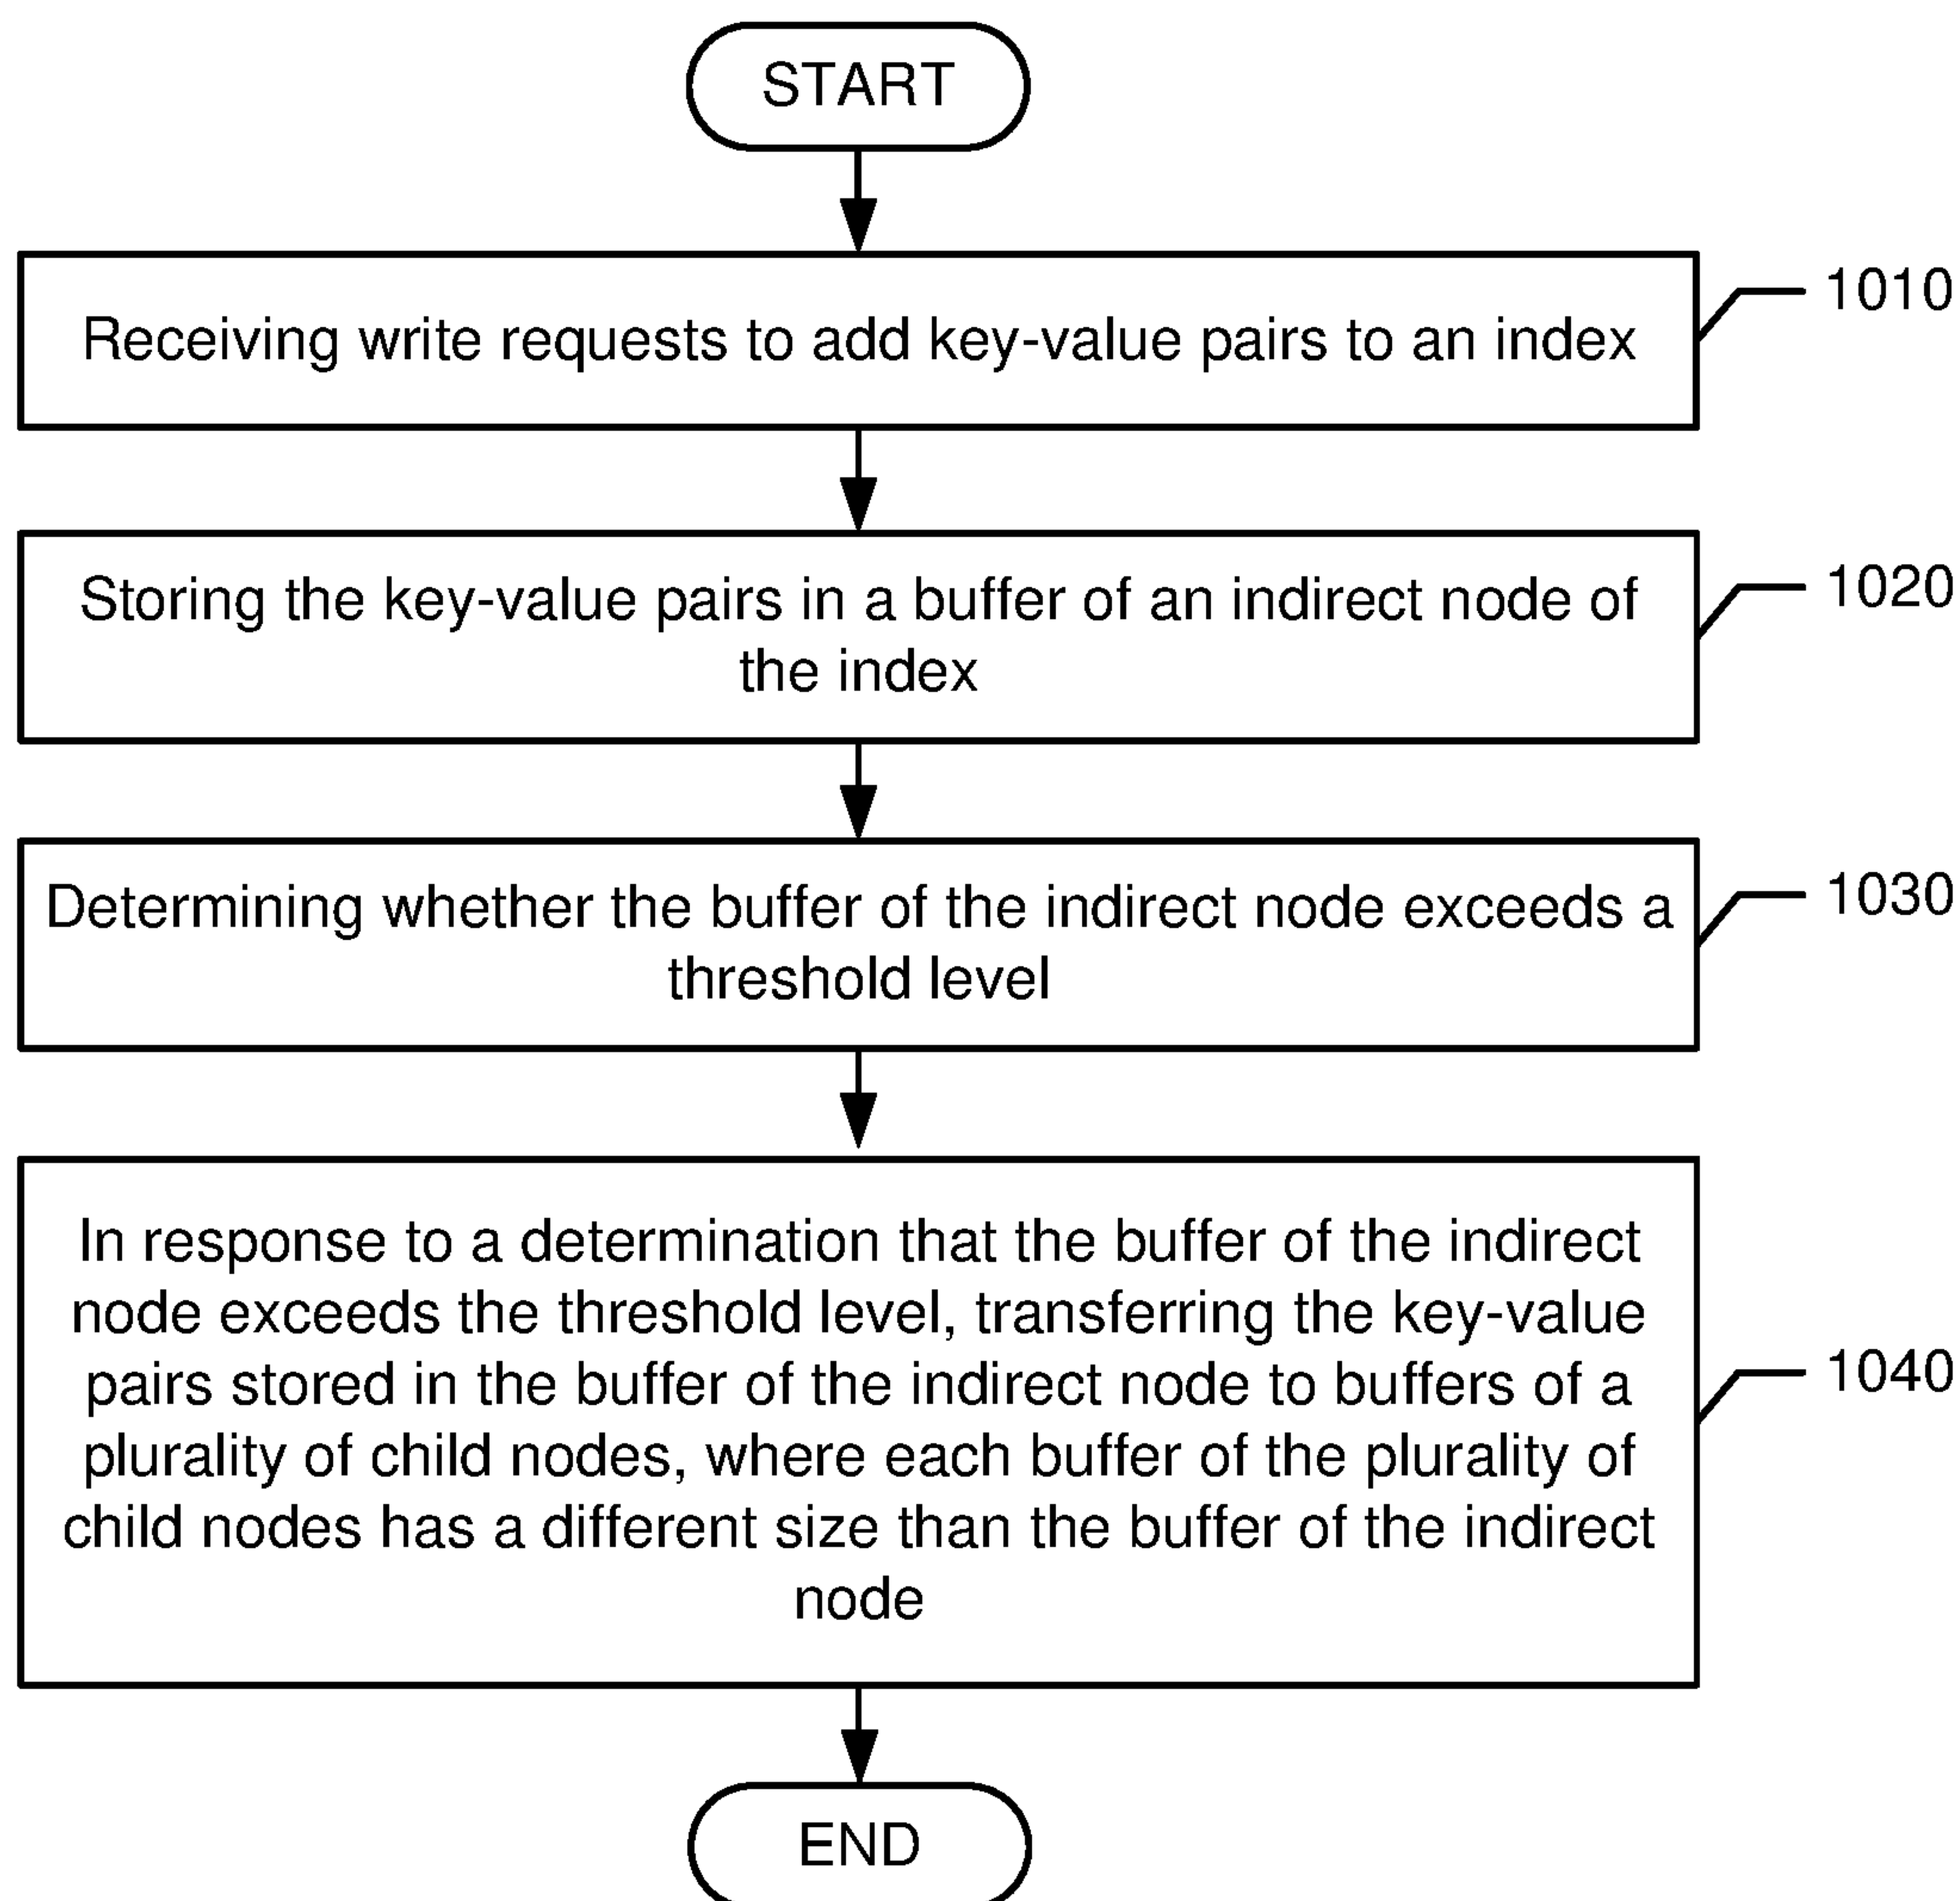 START
Receiving write requests to add key-value pairs to an index
1010
Storing the key-value pairs in a buffer of an indirect node of
the index
1020
Determining whether the buffer of the indirect node exceeds a
threshold level
1030
In response to a determination that the buffer of the indirect
node exceeds the threshold level, transferring the key-value
pairs stored in the buffer of the indirect node to buffers of a
plurality of child nodes, where each buffer of the plurality of
child nodes has a different size than the buffer of the indirect
node
1040
END